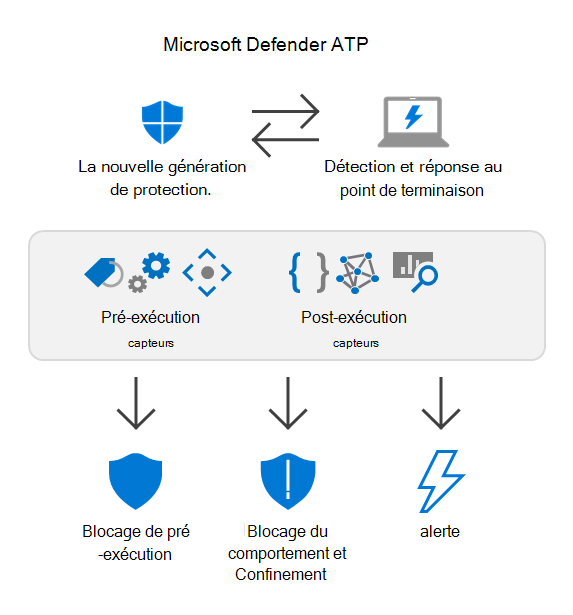 Microsoft Defender ATP
La nouvelle génération
de protection.
Détection et réponse au
point de terminaison
Pré-exécution
capteurs
Post-exécution
capteurs
Blocage de pré
-exécution
Blocage du
comportement et
Confinement
alerte